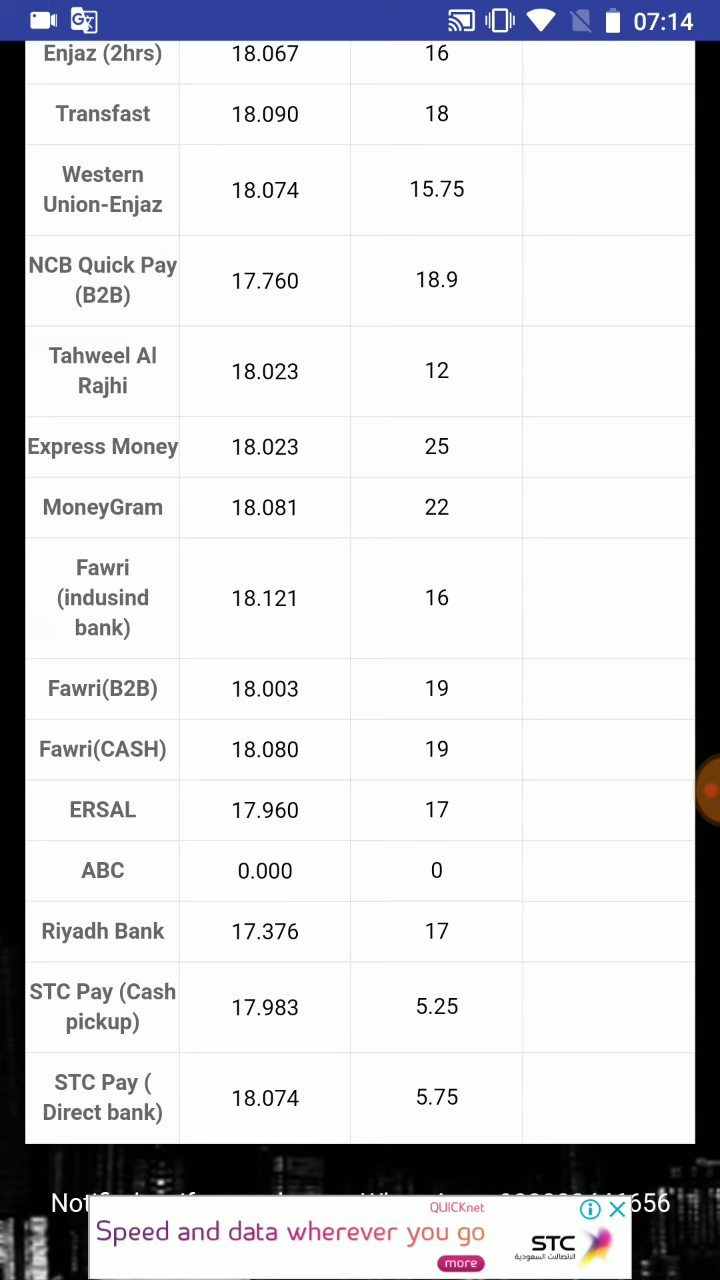 07:14
Enjaz (2hrs) 18.067 16
Transfast 18.090 18
Western
Union-Enjaz 18.074 15.75
NCB Quick Pay
(B2B) 17.760 18.9
Tahweel Al
Rajhi 18.023 12
Express Money 18.023 25
MoneyGram 18.081 22
Fawri
(indusind
bank) 18.121 16
Fawri(B2B) 18.003 19
Fawri(CASH) 18.080 19
ERSAL 17.960 17
ABC 0.000 0
Riyadh Bank 17.376 17
STC Pay (Cash
pickup) 17.983 5.25
STC Pay (
Direct bank) 18.074 5.75
QUICKnet
Speed and data wherever you go
more
STC
الاتصالات السعودية